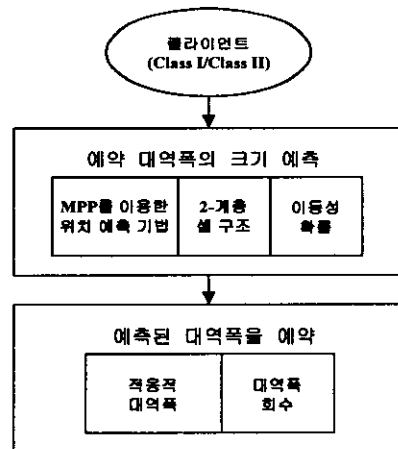 클라이언트
(Class I/Class II)
예약 대역폭의 크기 예측
MPP를 이용한
위치 예측 기법
2-계층
셀 구조
이동성
확률
예측된 대역폭을 예약
적응적
대역폭
대역폭
회수